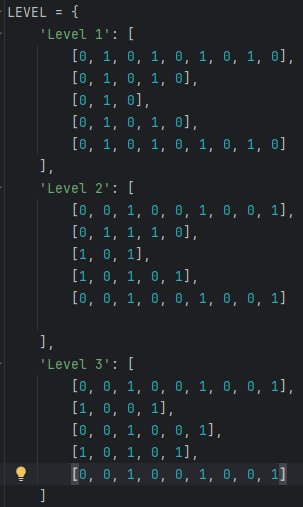 LEVEL = {
    'Level 1': [
        [0, 1, 0, 1, 0, 1, 0, 1, 0],
        [0, 1, 0, 1, 0],
        [0, 1, 0],
        [0, 1, 0, 1, 0],
        [0, 1, 0, 1, 0, 1, 0, 1, 0]
    ],
    'Level 2': [
        [0, 0, 1, 0, 0, 1, 0, 0, 1],
        [0, 1, 1, 1, 0],
        [1, 0, 1],
        [1, 0, 1, 0, 1],
        [0, 0, 1, 0, 0, 1, 0, 0, 1]
    ],
    'Level 3': [
        [0, 0, 1, 0, 0, 1, 0, 0, 1],
        [1, 0, 0, 1],
        [0, 0, 1, 0, 0, 1],
        [1, 0, 1, 0, 1],
        [0, 0, 1, 0, 0, 1, 0, 0, 1]
    ]